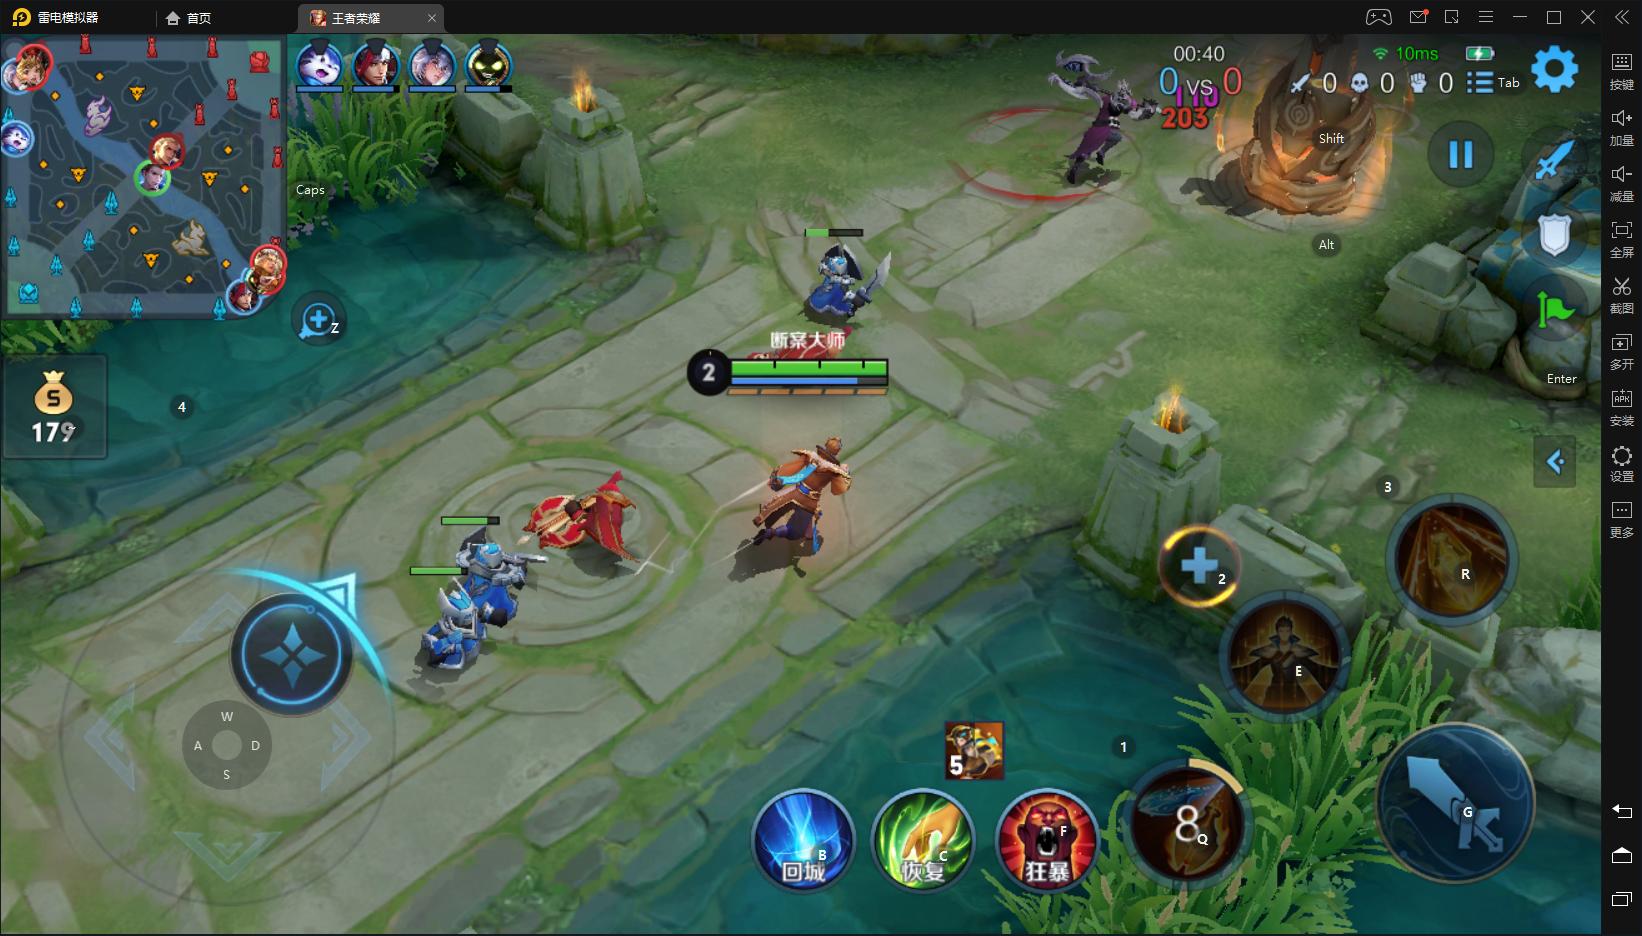 雷电模拟器
首页
王者荣耀
00:40
10ms
0 VS 0
0
0
0
Tab
110
203
Shift
Caps
Alt
Z
断案大师
2
Enter
S
179
4
3
2
R
E
W
A
D
S
1
5
8
Q
G
B
回城
C
恢复
F
狂暴
按键
加量
减量
全屏
截图
多开
APK
安装
设置
更多